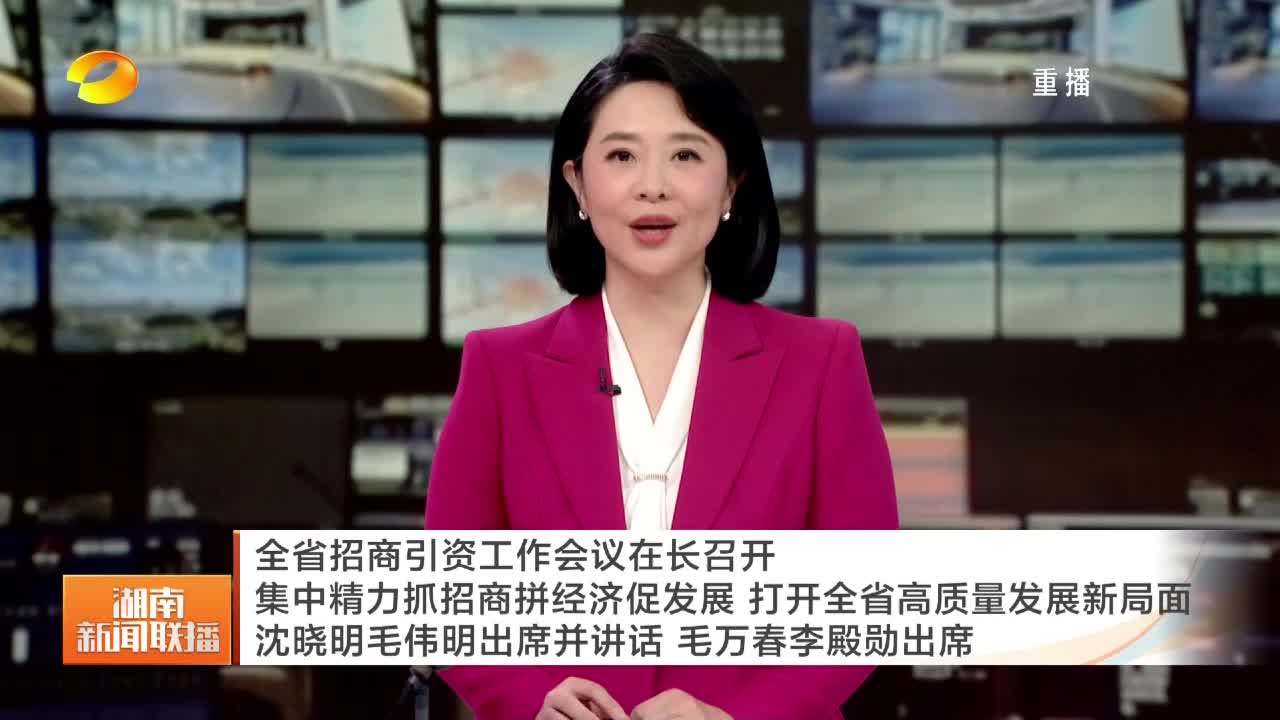 重播
全省招商引资工作会议在长召开
集中精力抓招商拼经济促发展 打开全省高质量发展新局面
沈晓明毛伟明出席并讲话 毛万春李殿勋出席
湖南
新闻联播